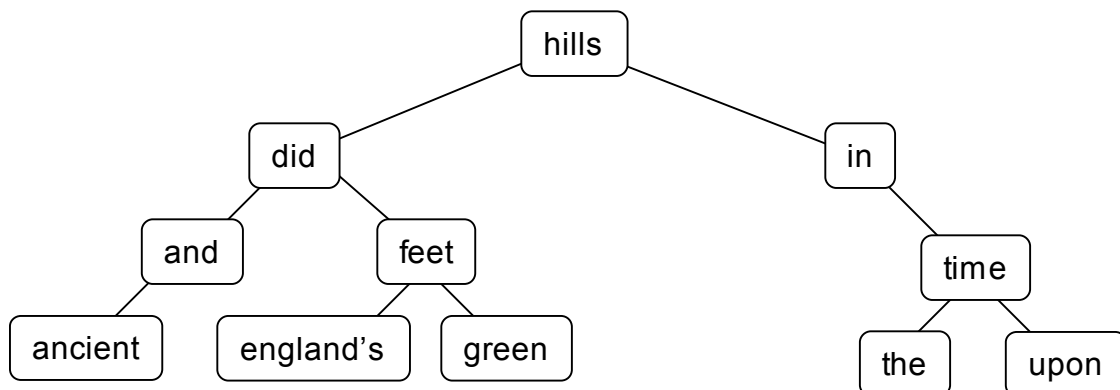 hills
did
in
and
feet
time
ancient
england’s
green
the
upon